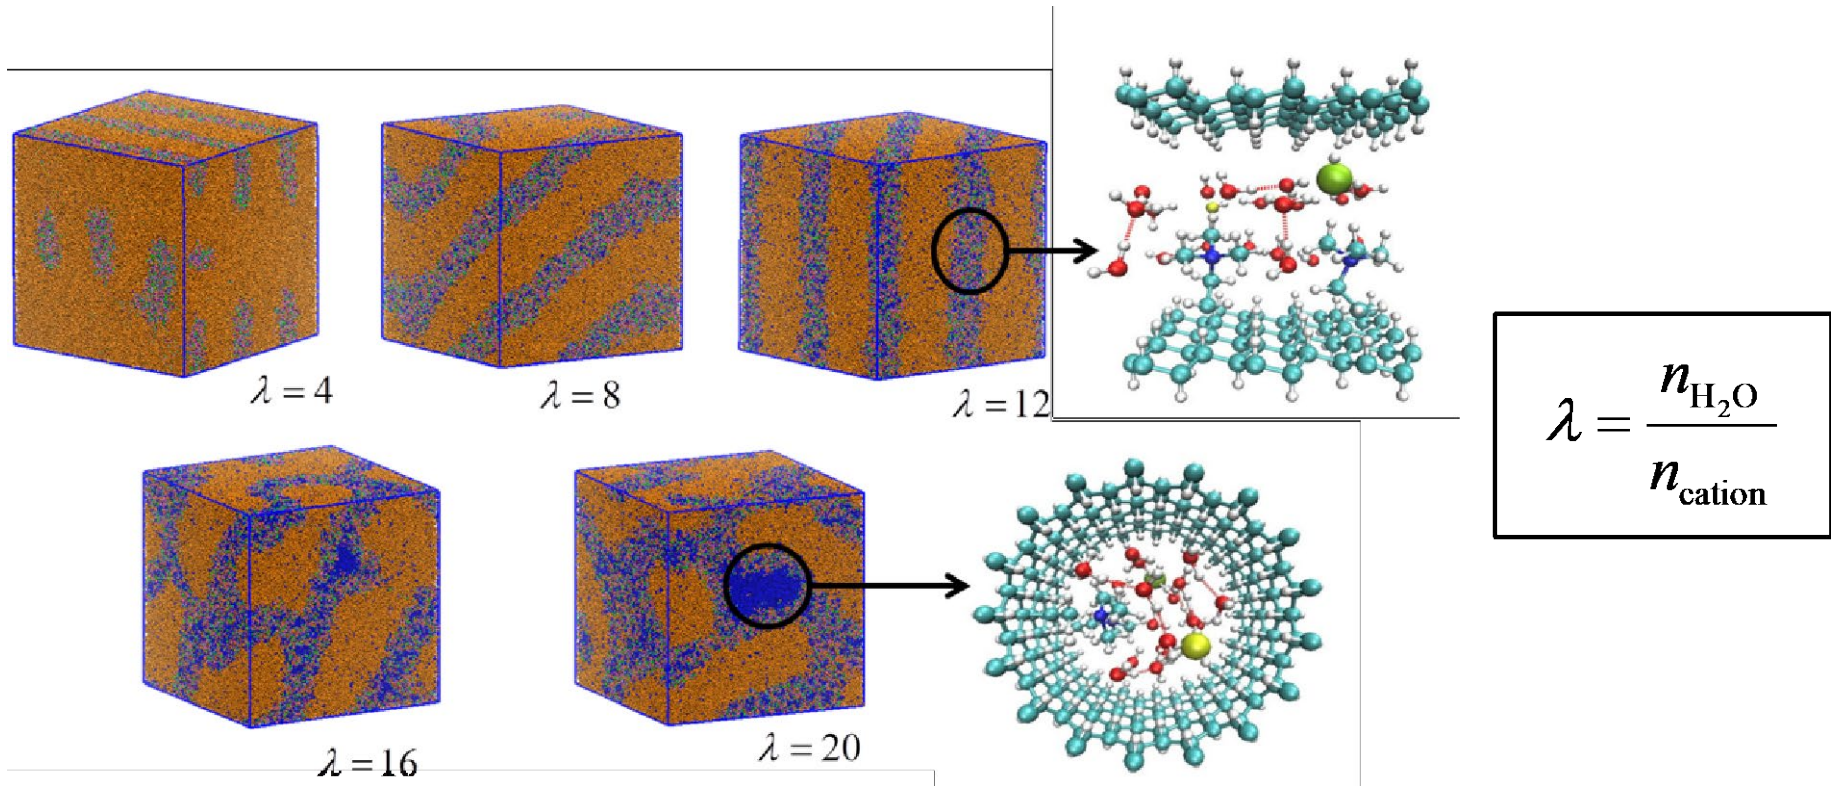 λ = 4
λ = 8
λ = 12
λ = 16
λ = 20
λ = n_H₂O / n_cation